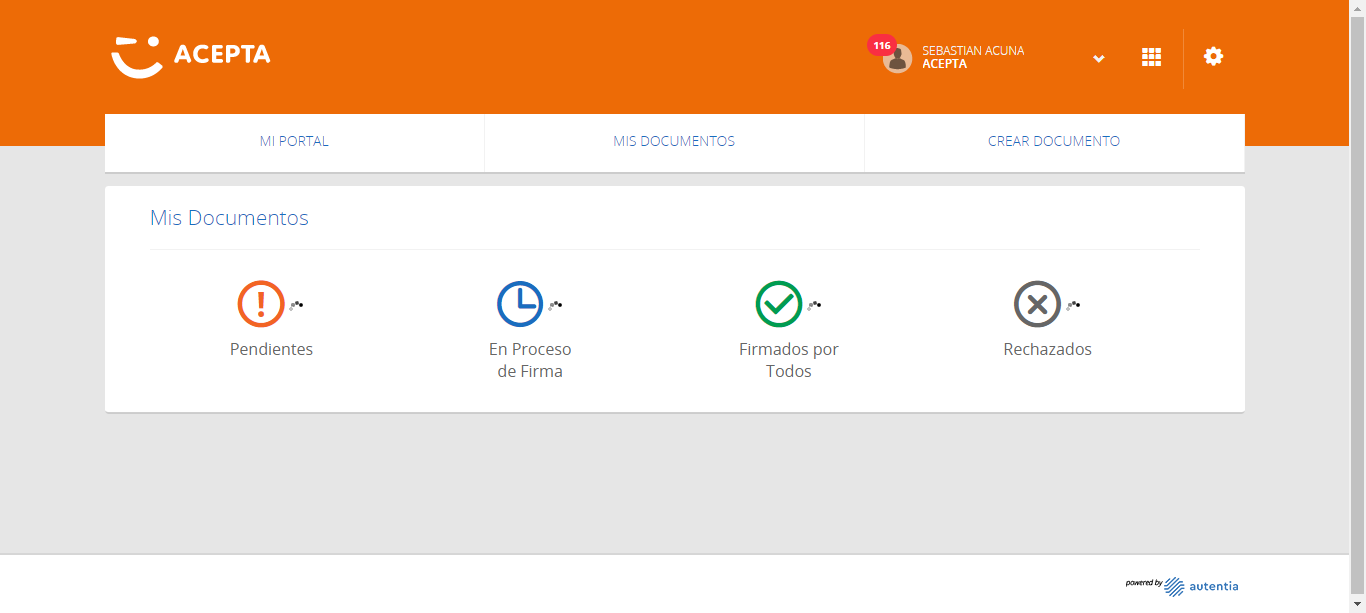 ACEPTA
116
SEBASTIAN ACUNA
ACEPTA
MI PORTAL
MIS DOCUMENTOS
CREAR DOCUMENTO
Mis Documentos
Pendientes
En Proceso
de Firma
Firmados por
Todos
Rechazados
powered by autentia